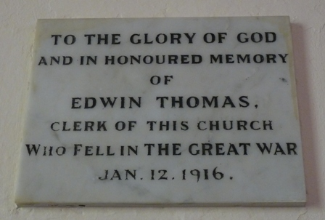 TO THE GLORY OF GOD
AND IN HONOURED MEMORY
OF
EDWIN THOMAS.
CLERK OF THIS CHURCH
WHO FELL IN THE GREAT WAR
JAN. 12. 1916.